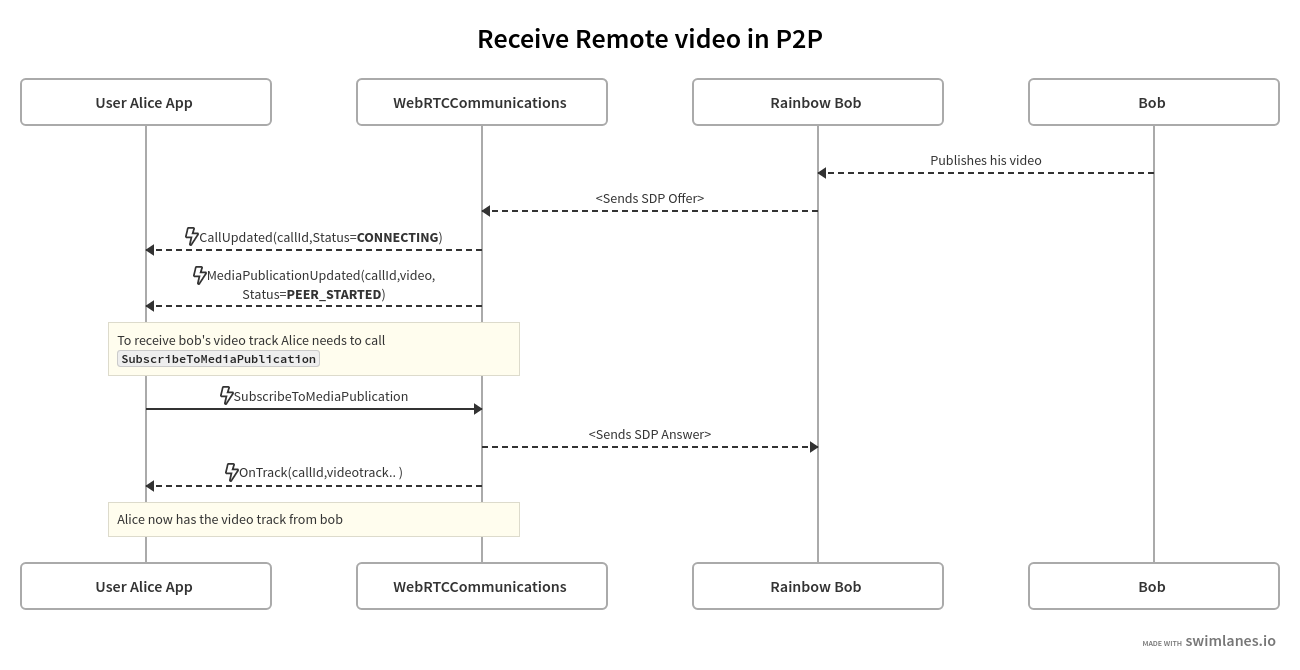 Receive Remote video in P2P
User Alice App
WebRTCCommunications
Rainbow Bob
Bob
Publishes his video
<Sends SDP Offer>
CallUpdated(callId,Status=CONNECTING)
MediaPublicationUpdated(callId,video,
Status=PEER_STARTED)
To receive bob's video track Alice needs to call
SubscribeToMediaPublication
SubscribeToMediaPublication
<Sends SDP Answer>
OnTrack(callId,videotrack.. )
Alice now has the video track from bob
User Alice App
WebRTCCommunications
Rainbow Bob
Bob
MADE WITH swimlanes.io